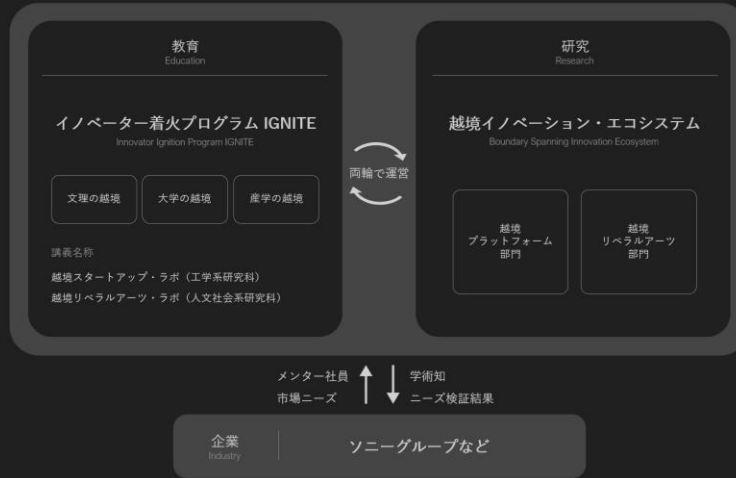 教育
Education
イノベーター着火プログラム IGNITE
Innovator Ignition Program IGNITE
文理の越境
大学の越境
産学の越境
講義名称
越境スタートアップ・ラボ（工学系研究科）
越境リベラルアーツ・ラボ（人文社会系研究科）
両輪で運営
研究
Research
越境イノベーション・エコシステム
Boundary Spanning Innovation Ecosystem
越境
プラットフォーム
部門
越境
リベラルアーツ
部門
メンター社員
市場ニーズ
学術知
ニーズ検証結果
企業
Industry
ソニーグループなど